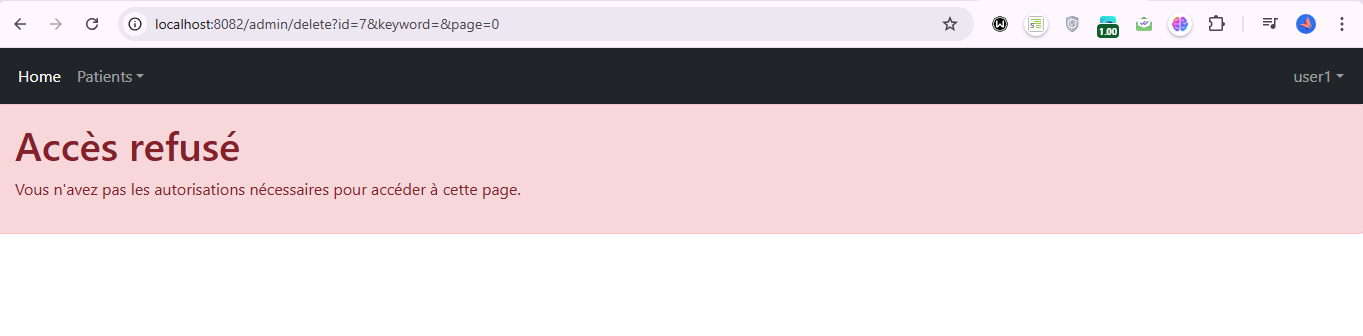 localhost:8082/admin/delete?id=7&keyword=&page=0
1.00
Home Patients user1
Accès refusé
Vous n'avez pas les autorisations nécessaires pour accéder à cette page.